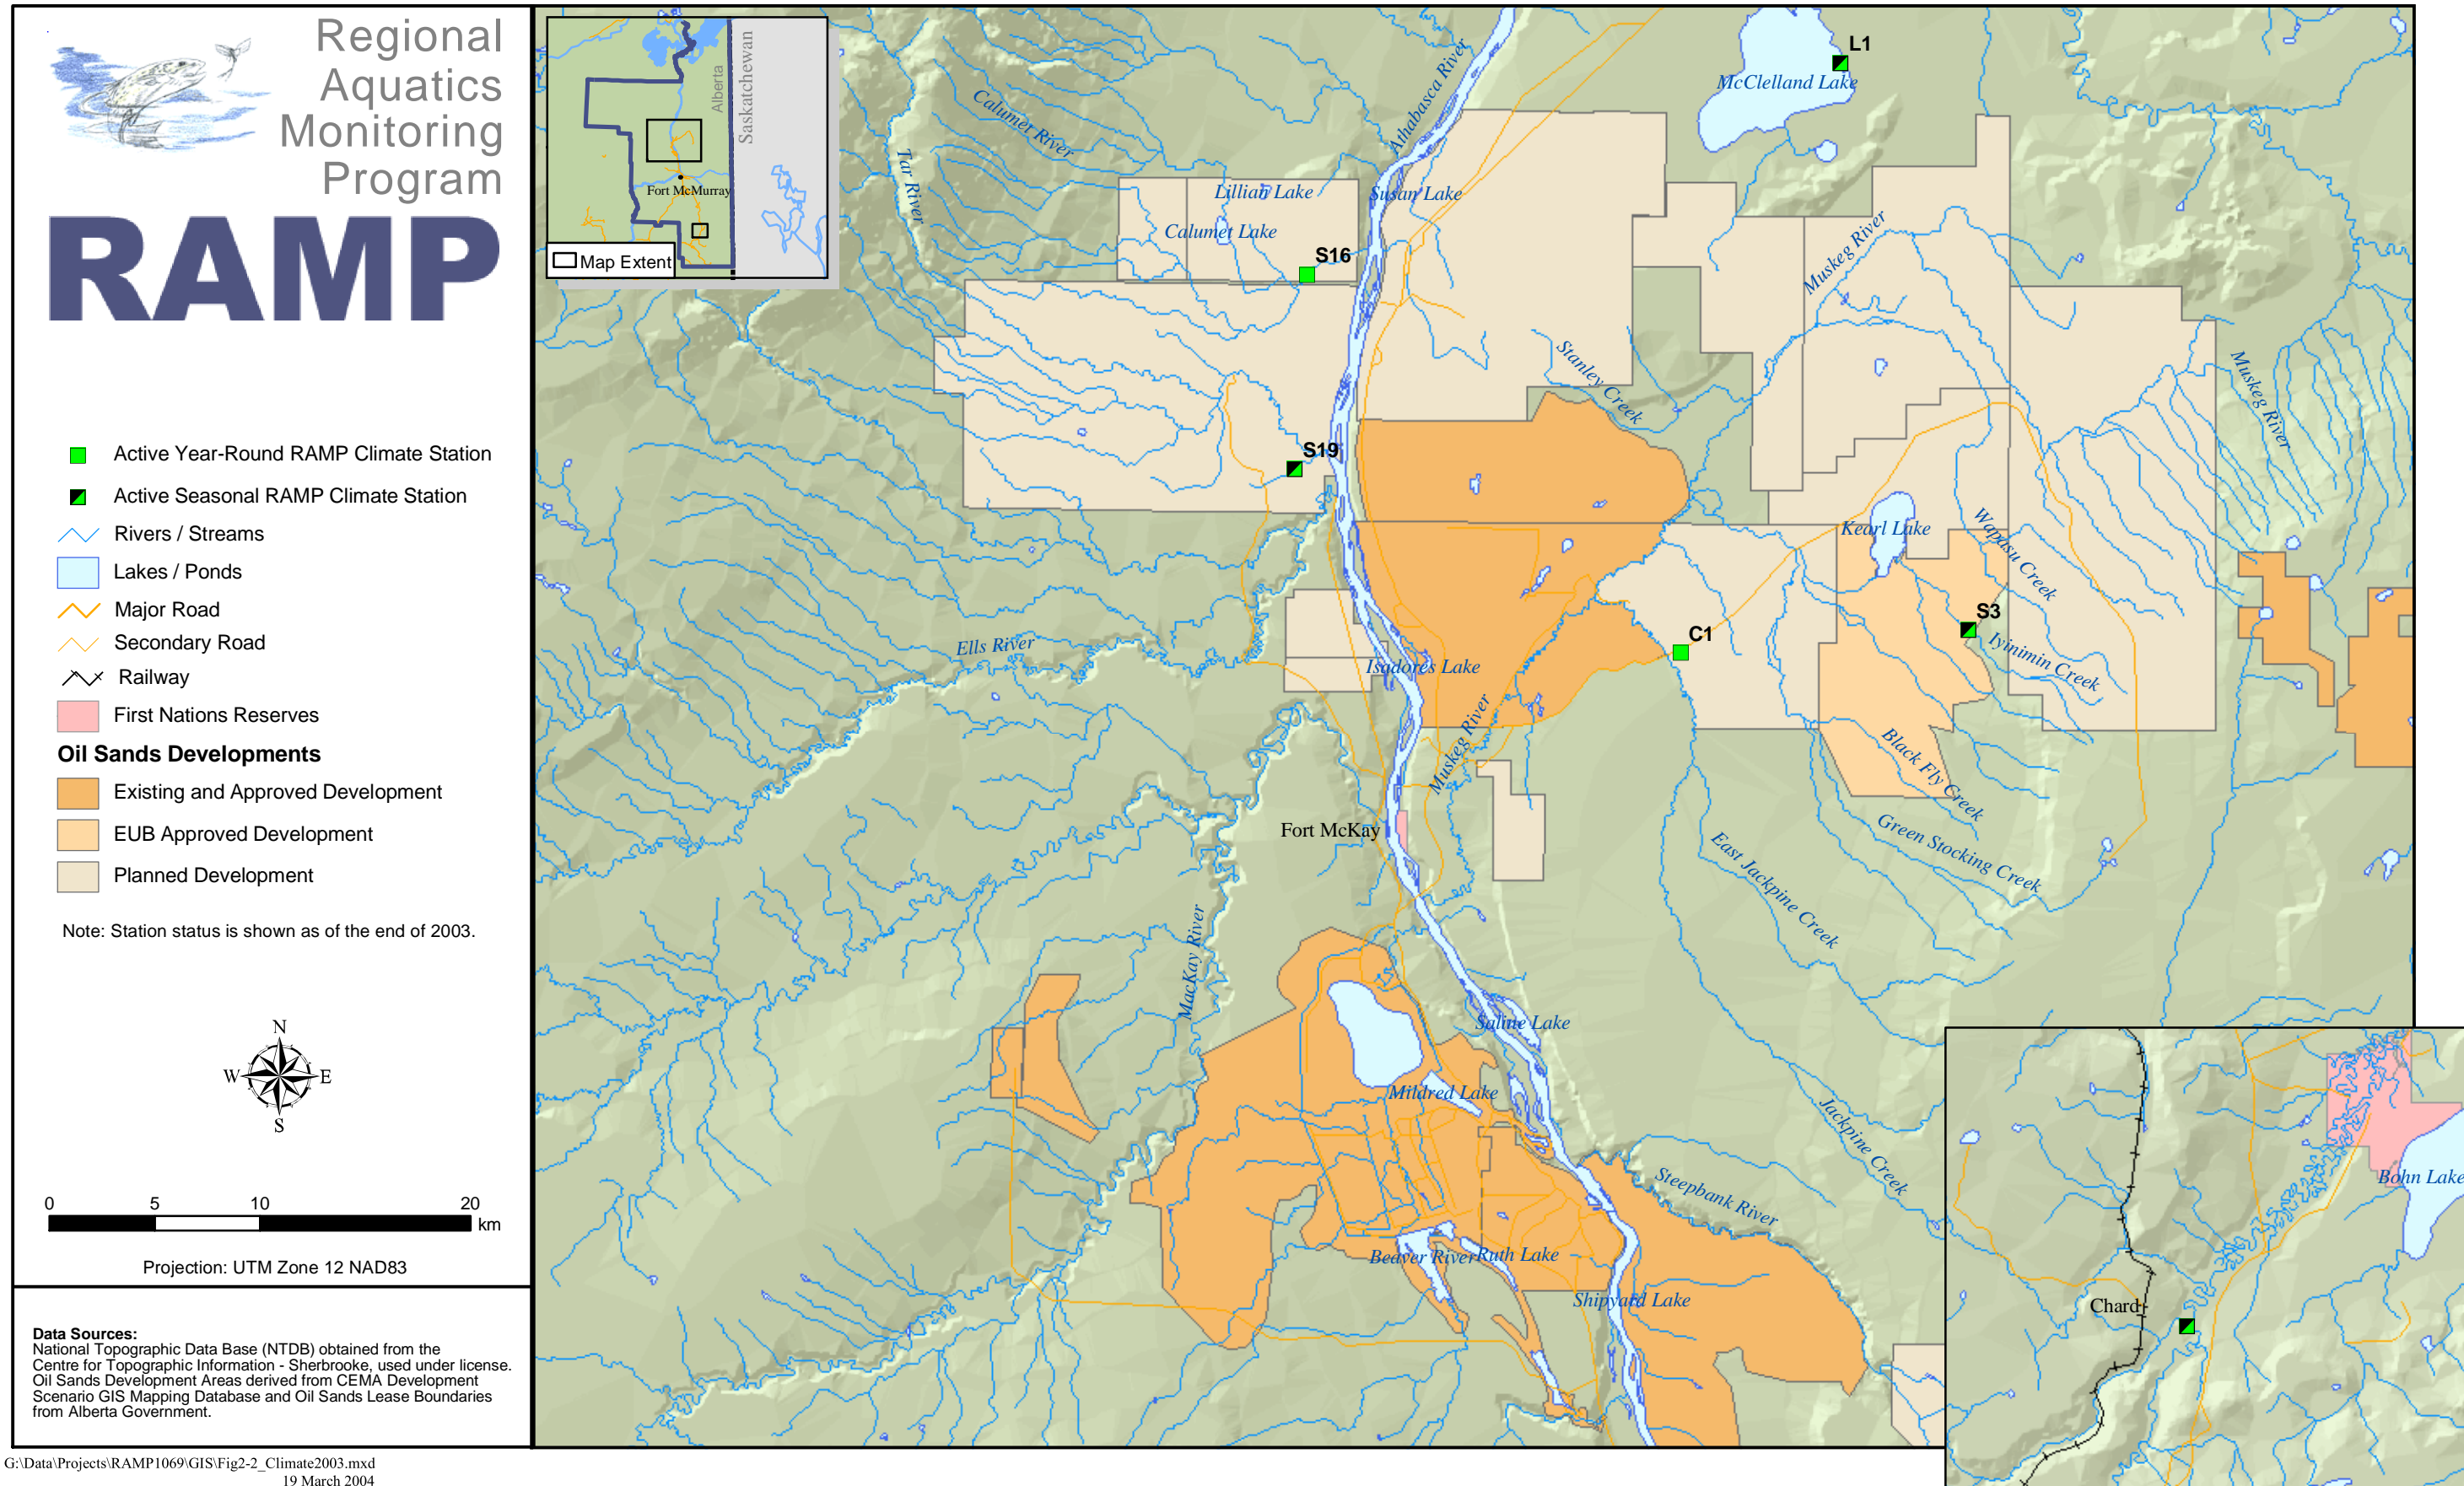 Regional
Aquatics
Monitoring
Program
RAMP
Active Year-Round RAMP Climate Station
Active Seasonal RAMP Climate Station
Rivers / Streams
Lakes / Ponds
Major Road
Secondary Road
Railway
First Nations Reserves
Oil Sands Developments
Existing and Approved Development
EUB Approved Development
Planned Development
Note: Station status is shown as of the end of 2003.
N
W
E
S
0 5 10 20
km
Projection: UTM Zone 12 NAD83
Data Sources:
National Topographic Data Base (NTDB) obtained from the
Centre for Topographic Information - Sherbrooke, used under license.
Oil Sands Development Areas derived from CEMA Development
Scenario GIS Mapping Database and Oil Sands Lease Boundaries
from Alberta Government.
G:\Data\Projects\RAMP1069\GIS\Fig2-2_Climate2003.mxd
19 March 2004
Alberta
Saskatchewan
Fort McMurray
Map Extent
L1
McClelland Lake
Athabasca River
Calumet River
Tar River
Lillian Lake
Susan Lake
Calumet Lake
S16
Muskeg River
Stanley Creek
Muskeg River
S19
Kearl Lake
Wapasu Creek
S3
C1
Iyinimin Creek
Ells River
Isadores Lake
Muskeg River
Black Fly Creek
Fort McKay
Green Stocking Creek
East Jackpine Creek
MacKay River
Saline Lake
Mildred Lake
Jackpine Creek
Steepbank River
Beaver River
Ruth Lake
Shipyard Lake
Bohn Lake
Chard